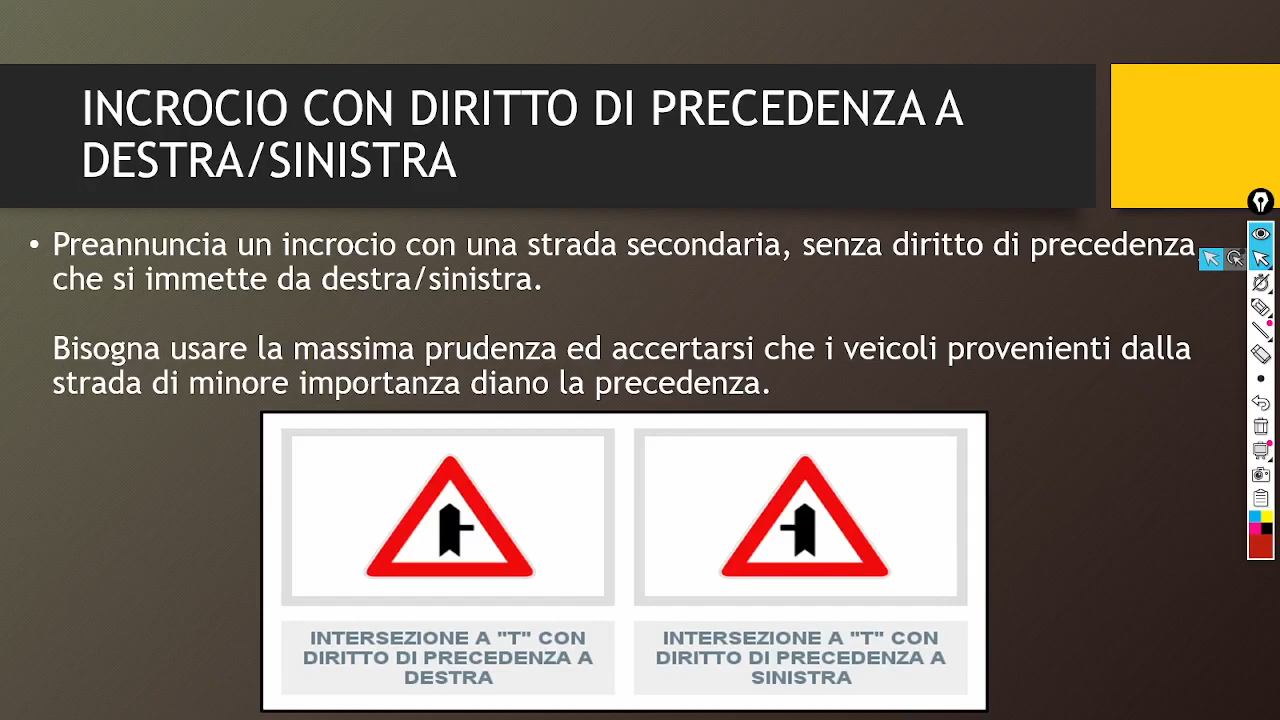 INCROCIO CON DIRITTO DI PRECEDENZA A
DESTRA/SINISTRA
• Preannuncia un incrocio con una strada secondaria, senza diritto di precedenza,
che si immette da destra/sinistra.
Bisogna usare la massima prudenza ed accertarsi che i veicoli provenienti dalla
strada di minore importanza diano la precedenza.
INTERSEZIONE A "T" CON
DIRITTO DI PRECEDENZA A
DESTRA
INTERSEZIONE A "T" CON
DIRITTO DI PRECEDENZA A
SINISTRA